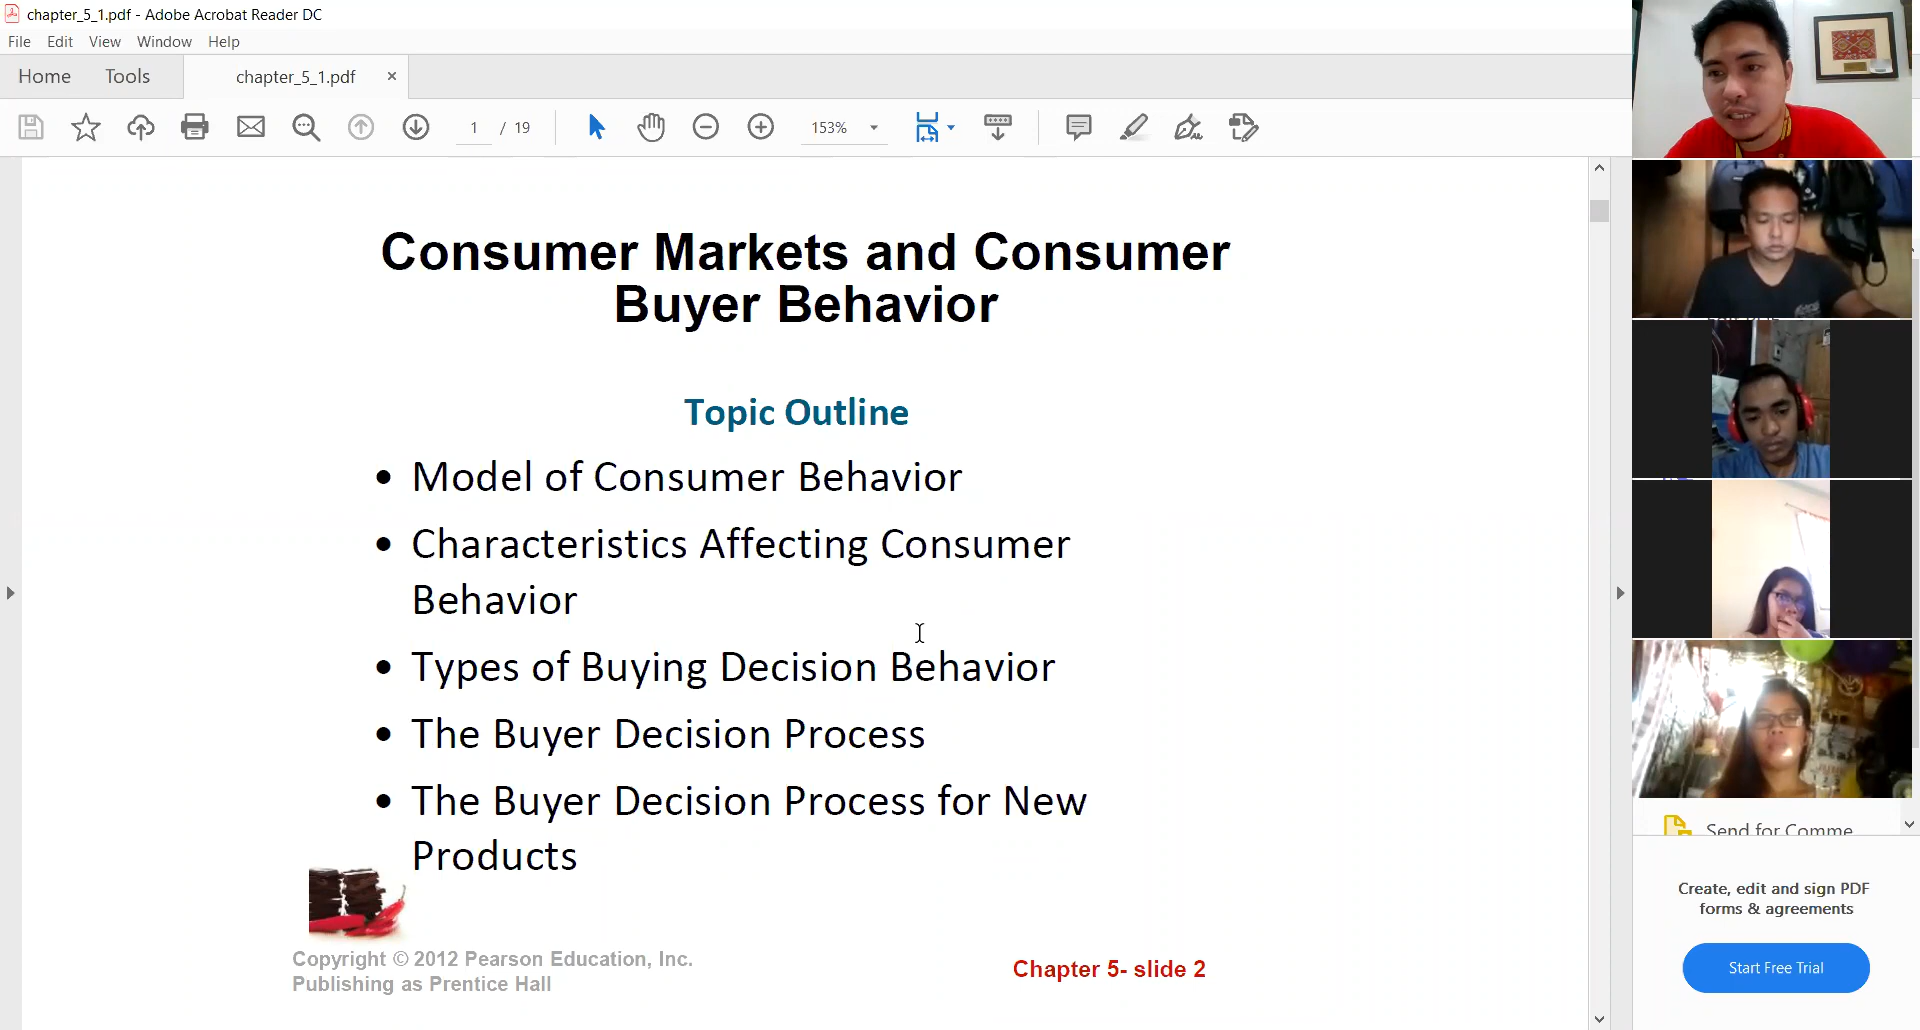 chapter_5_1.pdf - Adobe Acrobat Reader DC
File Edit View Window Help
Home Tools chapter_5_1.pdf ×
1 / 19 153%
Consumer Markets and Consumer
Buyer Behavior
Topic Outline
• Model of Consumer Behavior
• Characteristics Affecting Consumer
Behavior
• Types of Buying Decision Behavior
• The Buyer Decision Process
• The Buyer Decision Process for New
Products
Copyright © 2012 Pearson Education, Inc.
Publishing as Prentice Hall
Chapter 5- slide 2
Send for Comme
Create, edit and sign PDF
forms & agreements
Start Free Trial